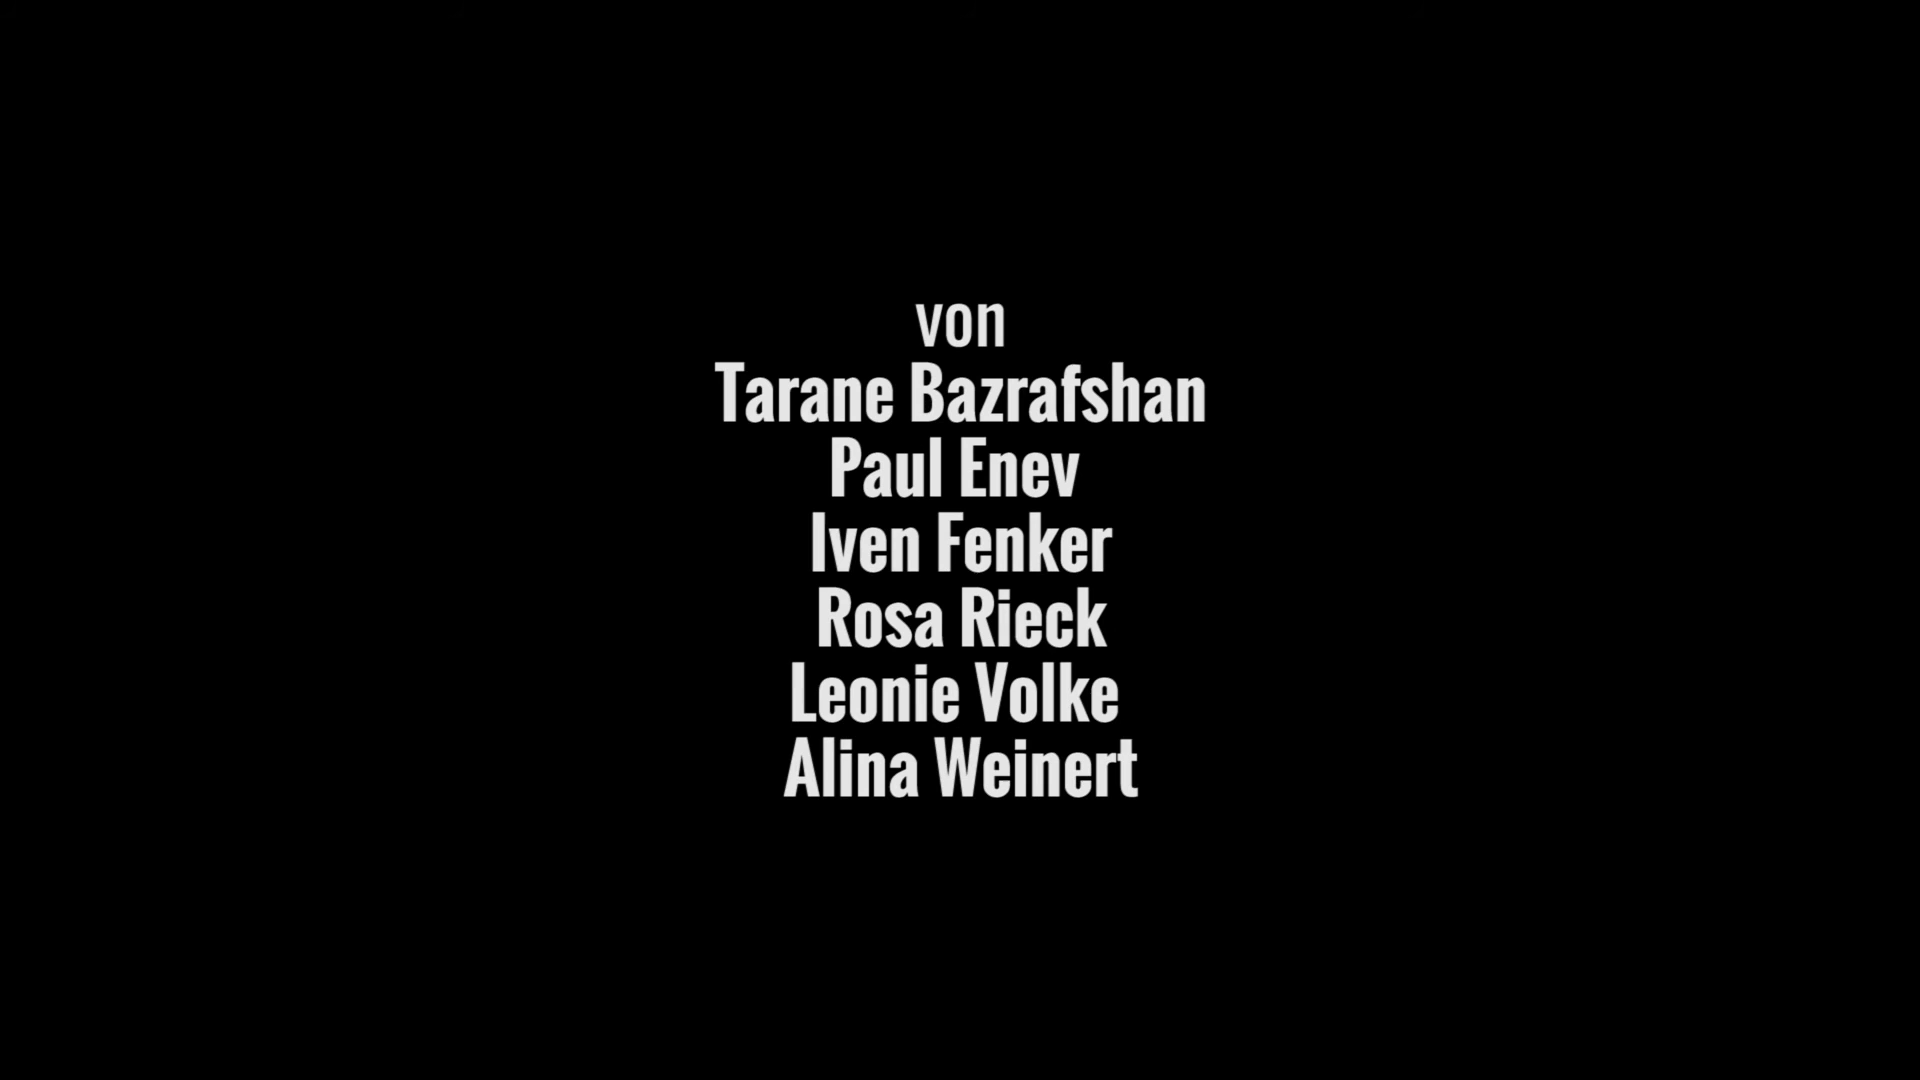 von
Tarane Bazrafshan
Paul Enev
Iven Fenker
Rosa Rieck
Leonie Volke
Alina Weinert